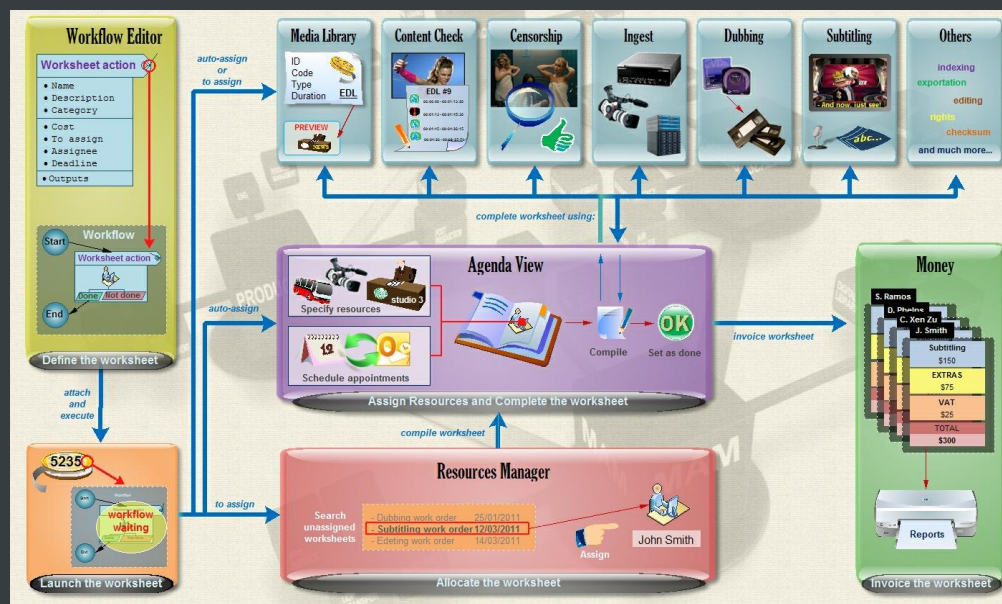 Workflow Editor
Worksheet action
• Name
• Description
• Category
• Cost
• To assign
• Assignee
• Deadline
• Outputs
Workflow
Start
Worksheet action
Done
Not done
End
Define the worksheet
attach
and
execute
5235
workflow
waiting
Launch the worksheet
auto-assign
or
to assign
auto-assign
to assign
Media Library
ID
Code
Type
Duration
EDL
PREVIEW
NEWS
Content Check
EDL #9
Censorship
Ingest
Dubbing
Subtitling
- And now. Just see!
abc...
Others
indexing
exportation
editing
rights
checksum
and much more...
complete worksheet using:
Agenda View
studio 3
Specify resources
12
Schedule appointments
Compile
OK
Set as done
Assign Resources and Complete the worksheet
compile worksheet
invoice worksheet
Resources Manager
Search
unassigned
worksheets
- Dubbing work order 25/01/2011
- Subtitling work order 12/03/2011
- Edeting work order 14/03/2011
Assign
John Smith
Allocate the worksheet
Money
S. Ramos
D. Phelps
C. Xen Zu
J. Smith
Subtitling
$150
EXTRAS
$75
VAT
$25
TOTAL
$300
Reports
Invoice the worksheet